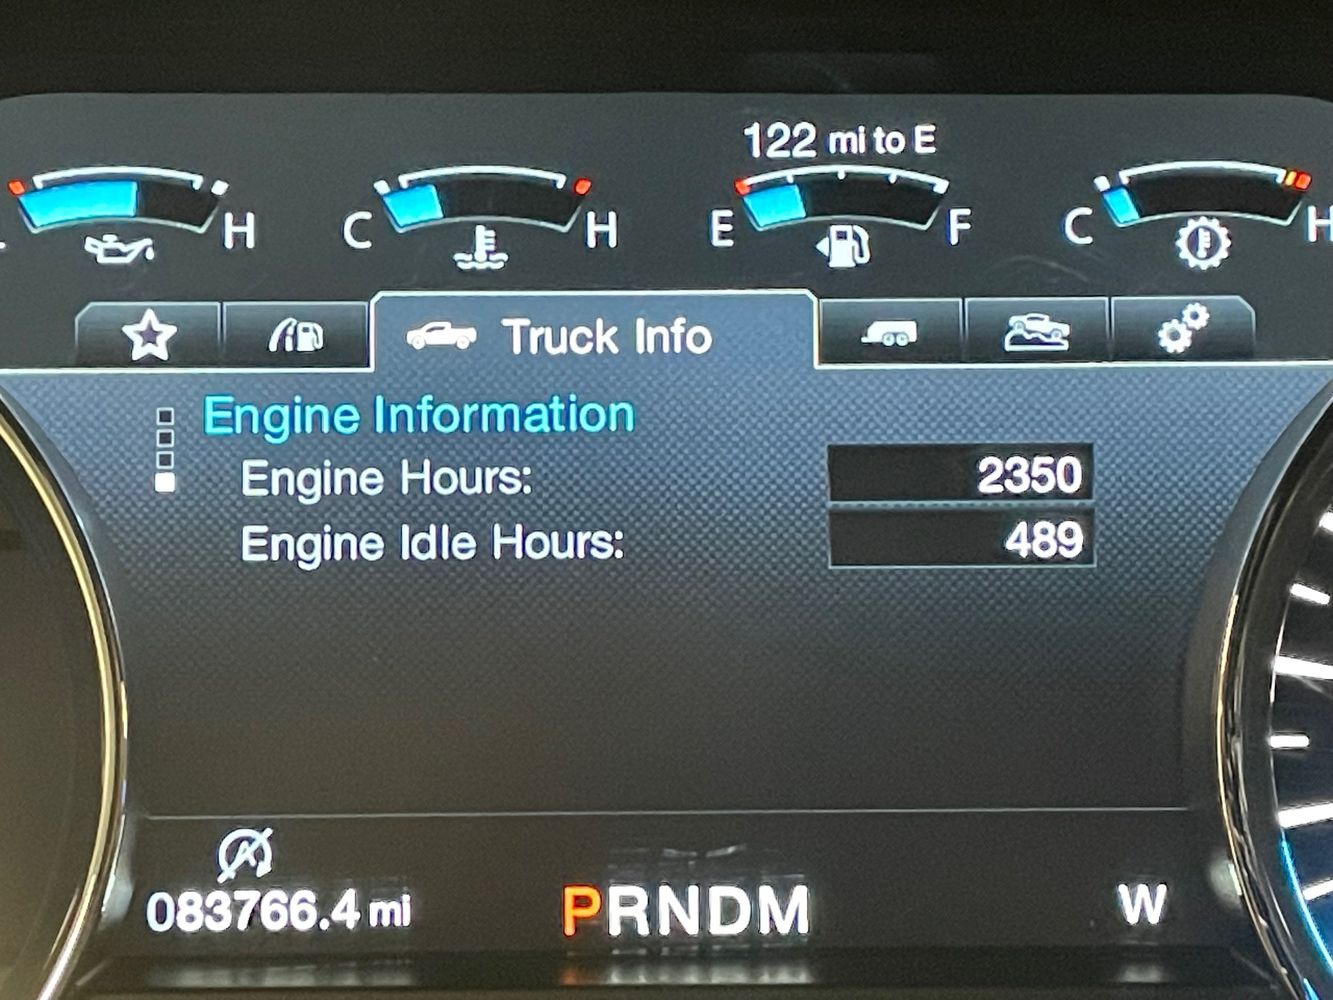 122 mi to E
H
C H
E F
C H
Truck Info
Engine Information
Engine Hours: 2350
Engine Idle Hours: 489
083766.4 mi PRNDM W